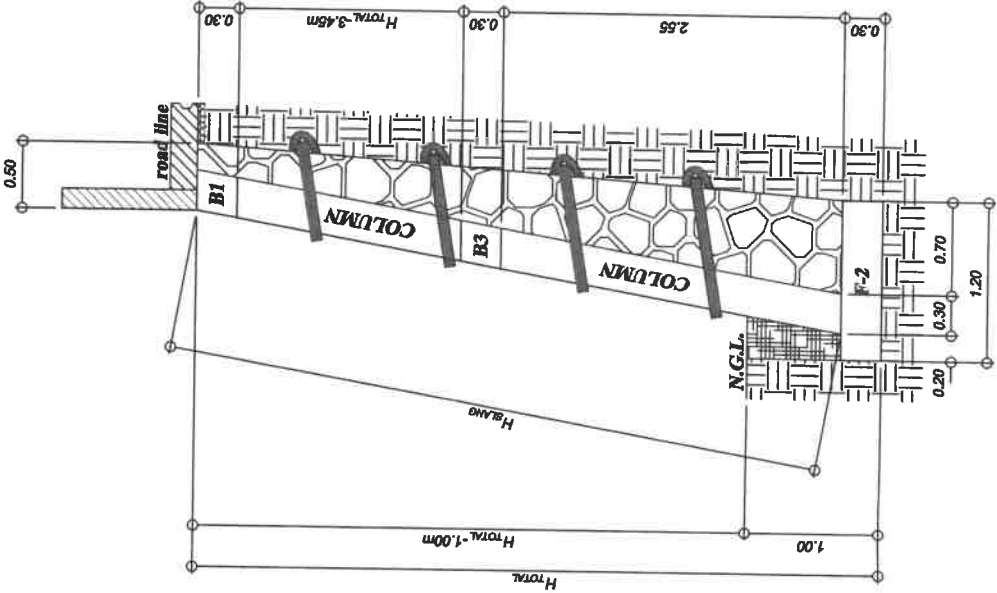 0.30
H TOTAL-3.45m
0.30
2.55
0.30
0.50
road line
B1
COLUMN
B3
COLUMN
F-2
0.70
0.30
0.20
1.20
N.G.L.
H SLANG
H TOTAL-1.00m
1.00
H TOTAL